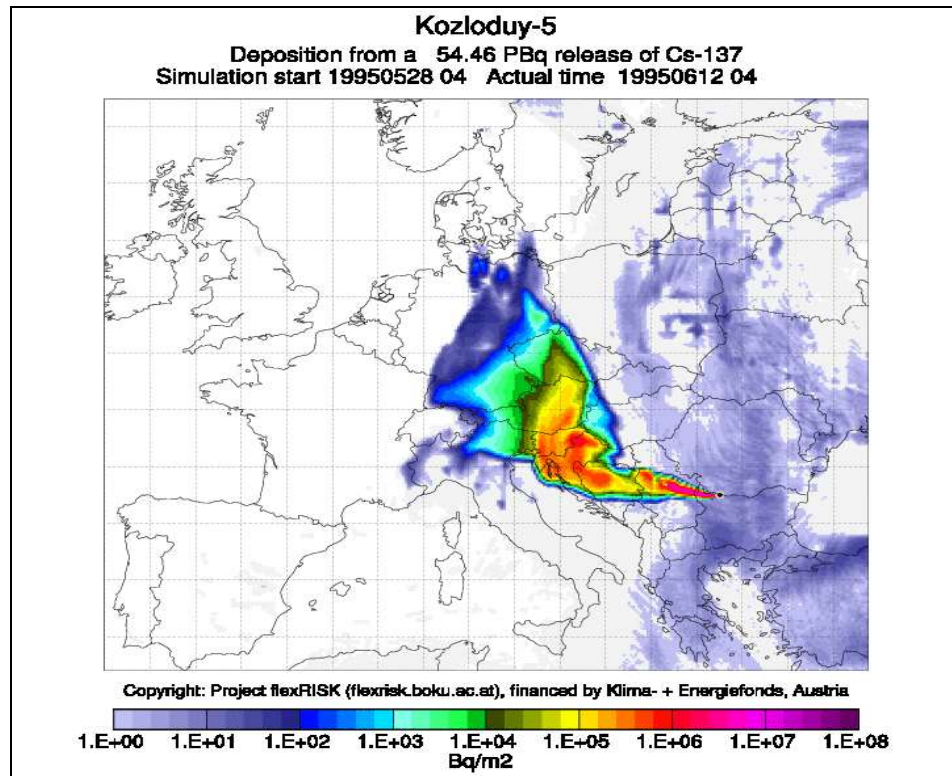 Kozloduy-5
Deposition from a 54.46 PBq release of Cs-137
Simulation start 19950528 04 Actual time 19950612 04
Copyright: Project flexRISK (flexrisk.boku.ac.at), financed by Klima- + Energiefonds, Austria
1.E+00 1.E+01 1.E+02 1.E+03 1.E+04 1.E+05 1.E+06 1.E+07 1.E+08
Bq/m2